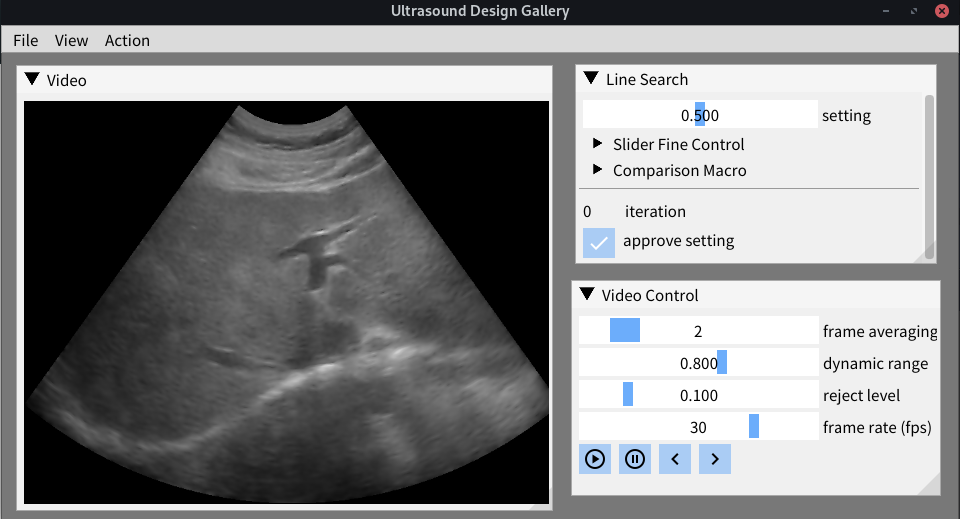 Ultrasound Design Gallery
File View Action
Video
Line Search
0.500 setting
Slider Fine Control
Comparison Macro
0 iteration
approve setting
Video Control
2 frame averaging
0.800 dynamic range
0.100 reject level
30 frame rate (fps)